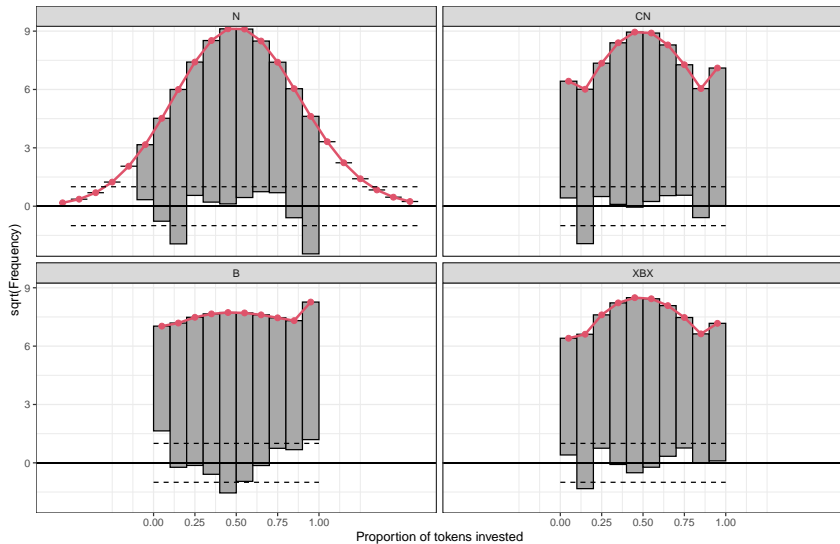 N
CN
9
6
3
0
sqrt(Frequency)
B
XBX
9
6
3
0
0.00 0.25 0.50 0.75 1.00 0.00 0.25 0.50 0.75 1.00
Proportion of tokens invested